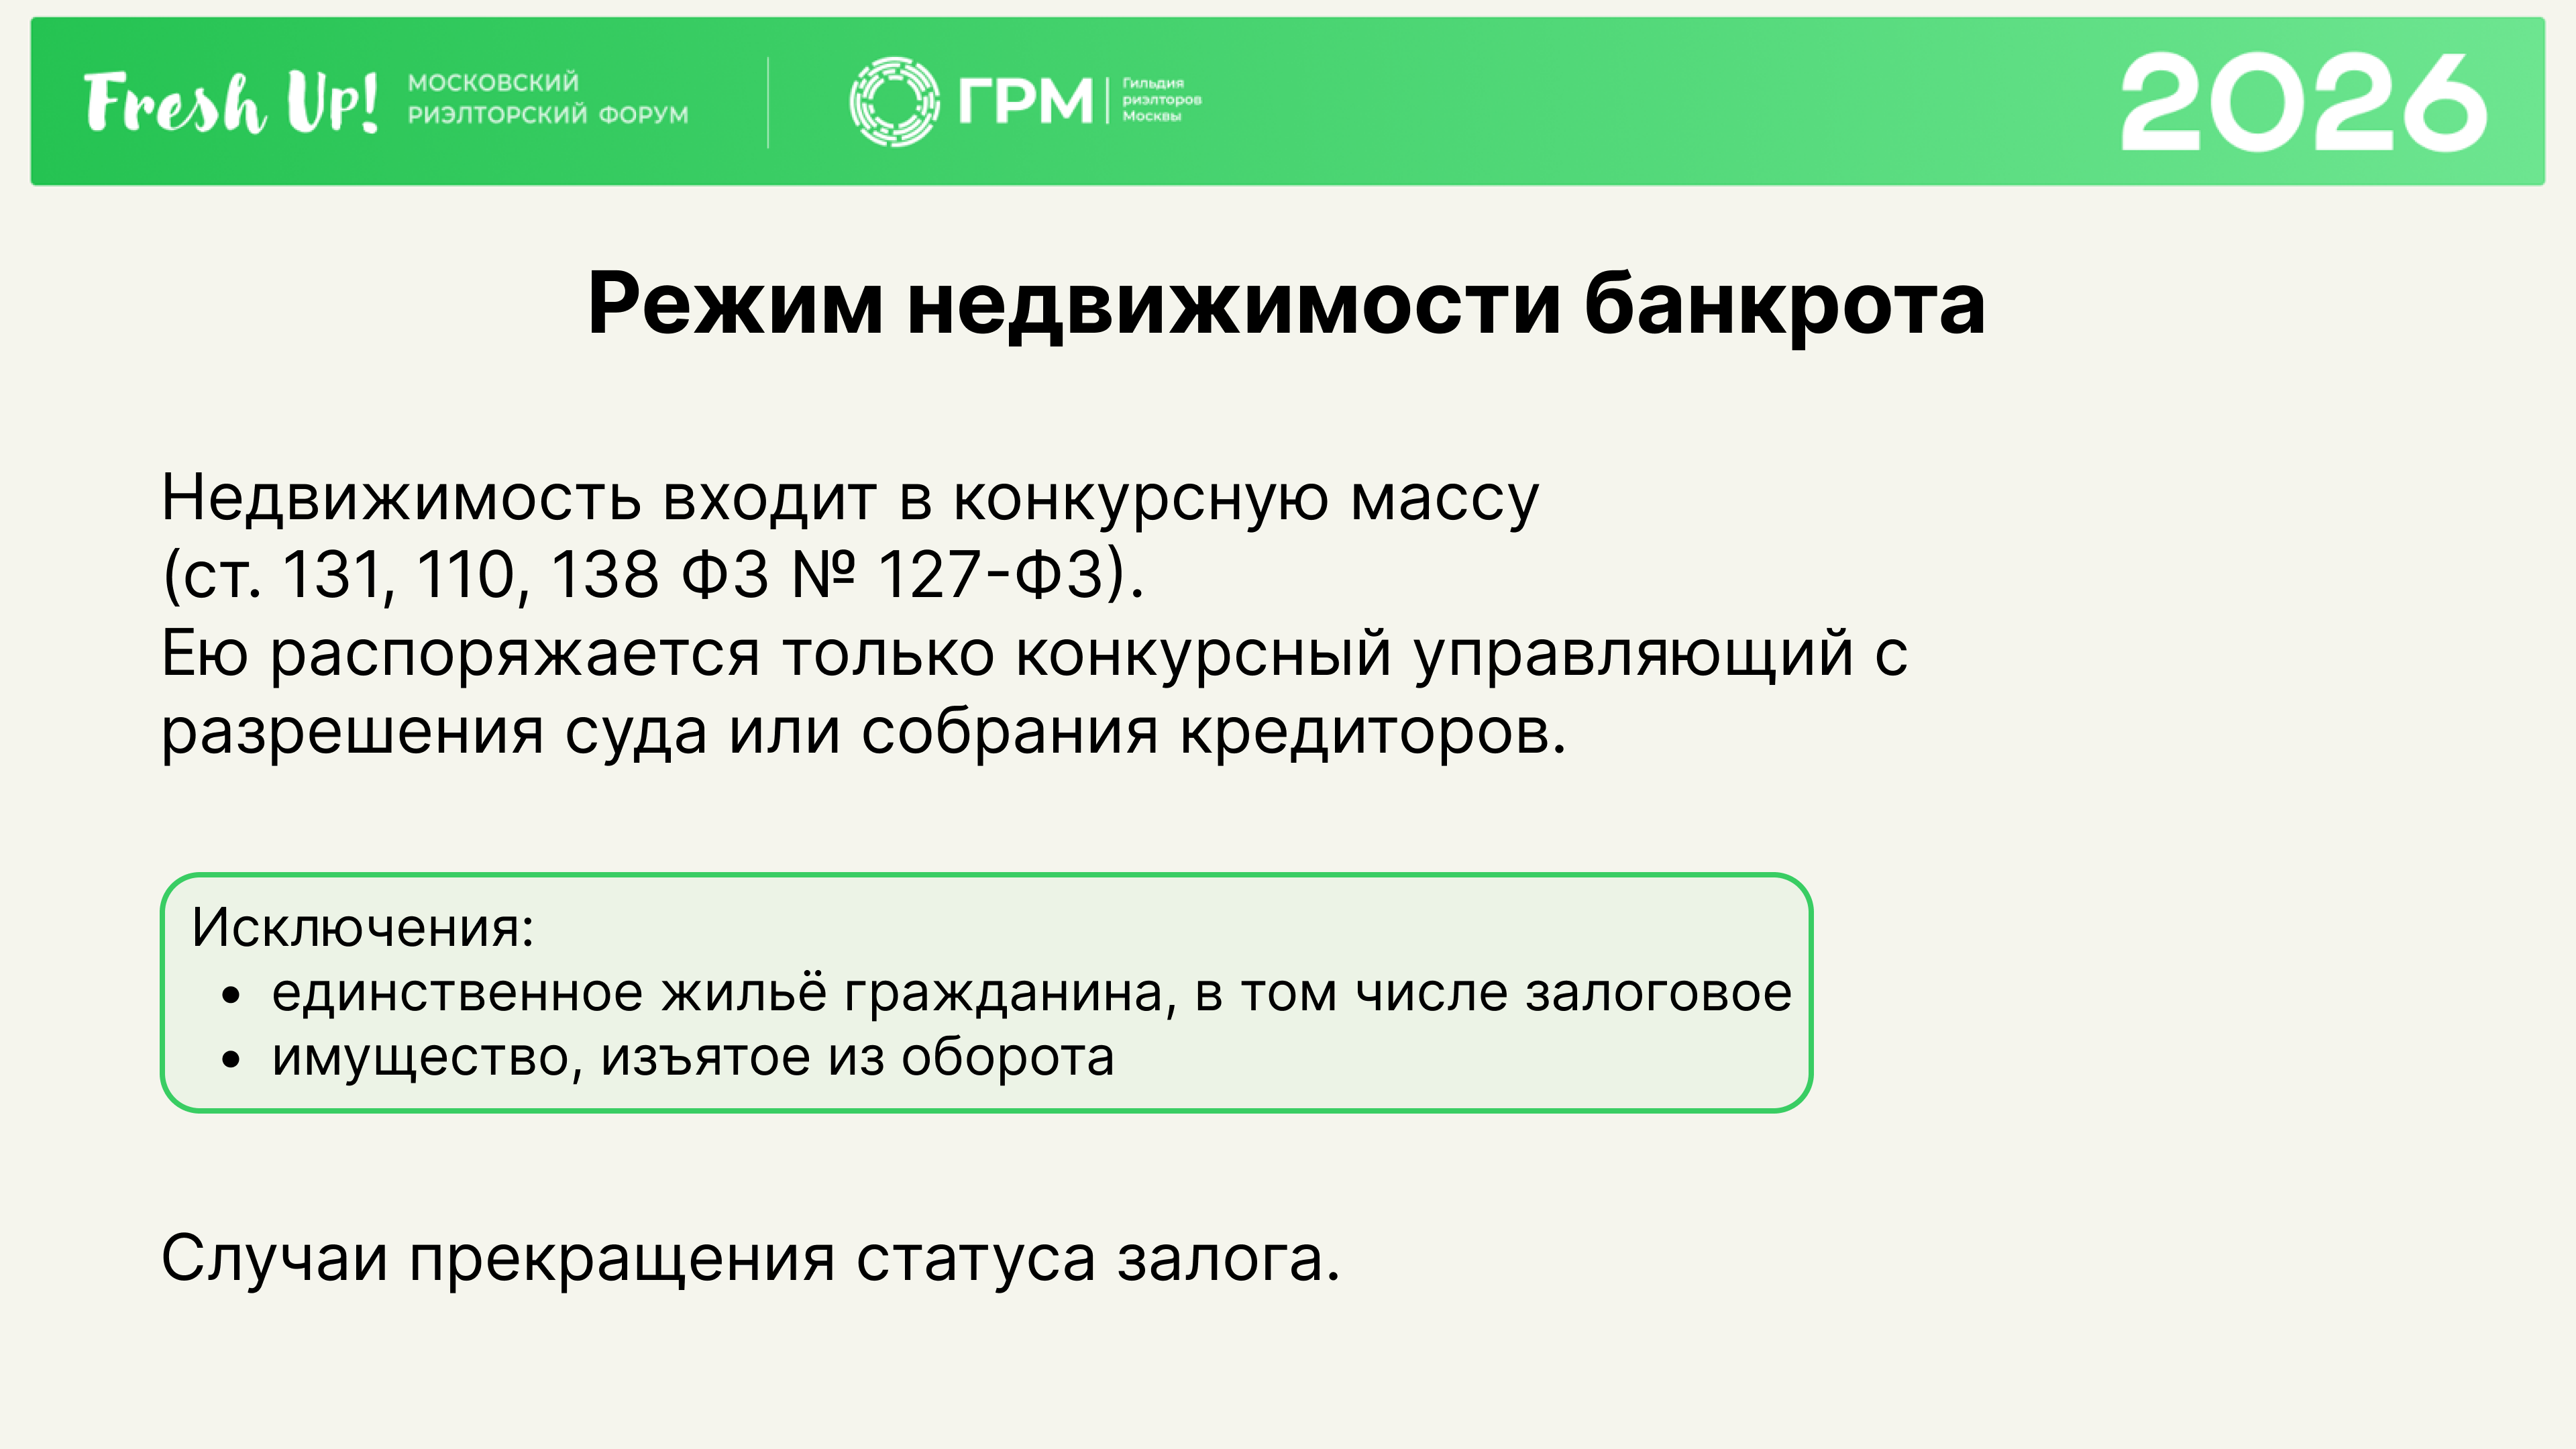 Fresh Up!
МОСКОВСКИЙ
РИЭЛТОРСКИЙ ФОРУМ
ГРМ
Гильдия
риэлторов
Москвы
2026
Режим недвижимости банкрота
Недвижимость входит в конкурсную массу
(ст. 131, 110, 138 ФЗ № 127-ФЗ).
Ею распоряжается только конкурсный управляющий с
разрешения суда или собрания кредиторов.
Исключения:
• единственное жильё гражданина, в том числе залоговое
• имущество, изъятое из оборота
Случаи прекращения статуса залога.